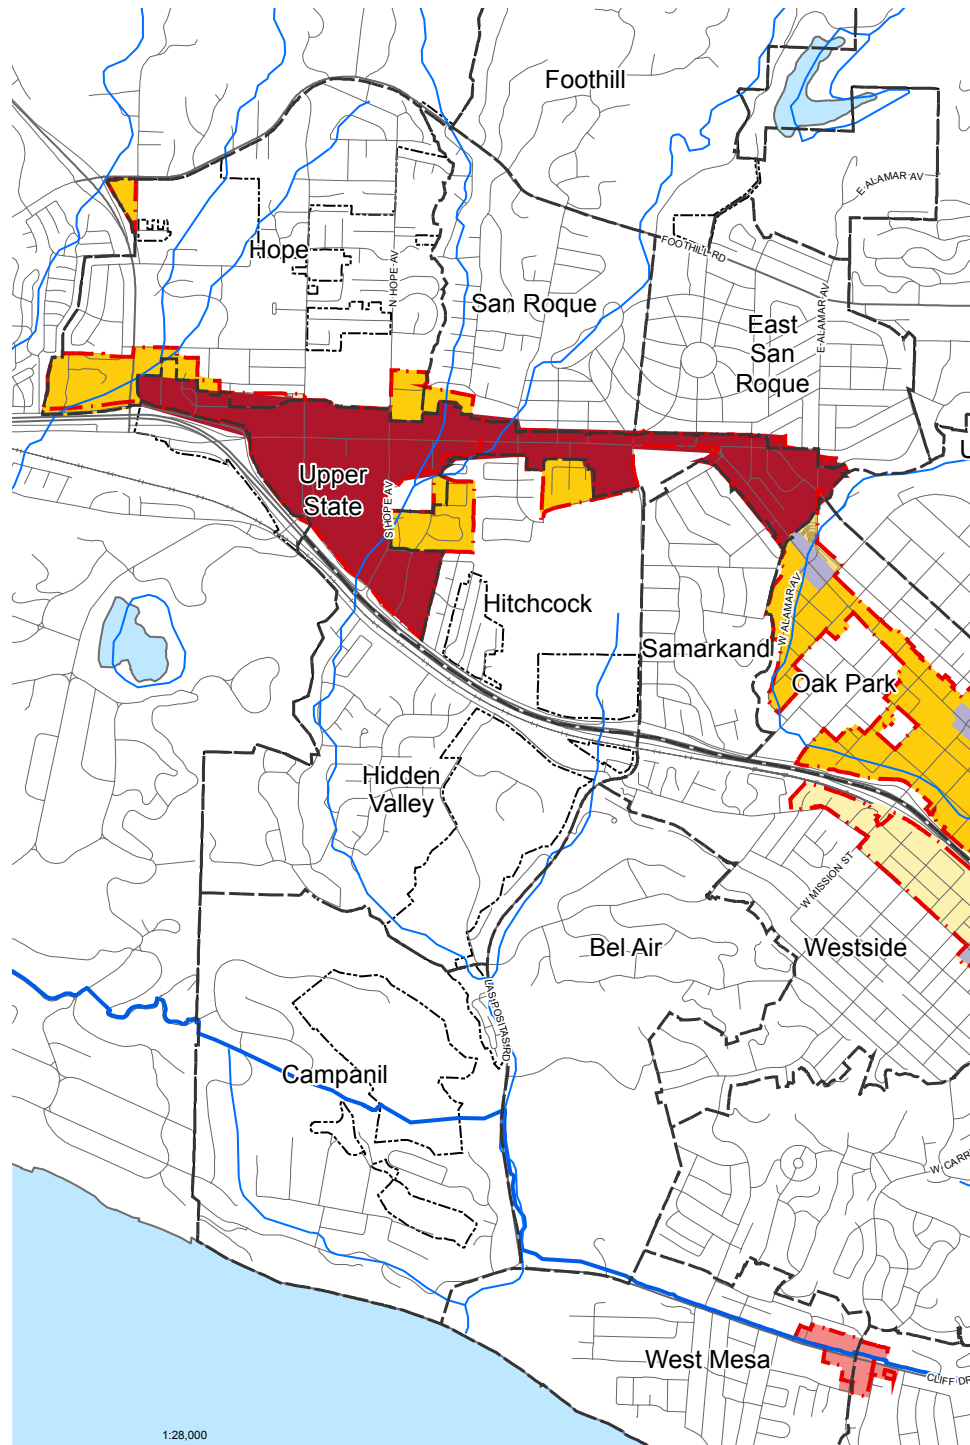 Foothill
E ALAMAR AV
Hope
FOOTHILL RD
N HOPE AV
San Roque
E ALAMAR AV
East
San
Roque
U
Upper
State
S HOPE AV
Hitchcock
W ALAMAR AV
Samarkand
Oak Park
Hidden
Valley
W MISSION ST
Bel Air
Westside
LAS POSITAS RD
Campanil
W CARR
West Mesa
CLIFF DR
1:28,000